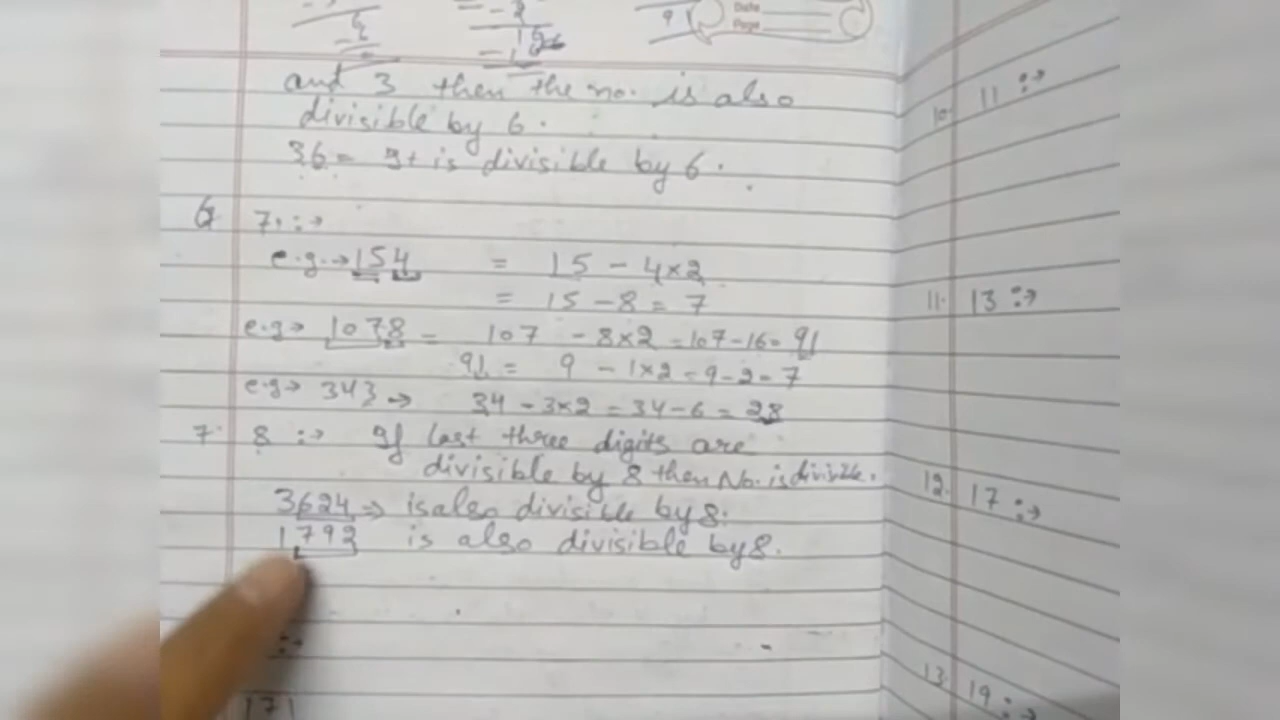 Date
Page
9
and 3 then the no. is also
divisible by 6.
36 = It is divisible by 6.
6 7. :→
e.g.→ 154 = 15 - 4×2
= 15 - 8 = 7
e.g→ 1078 = 107 - 8×2 = 107-16= 91
91 = 9 - 1×2 = 9-2=7
e.g→ 343 → 34 - 3×2 = 34-6 = 28
7. 8 :→ If last three digits are
divisible by 8 then No. is divisible.
3624 → is also divisible by 8.
1792 is also divisible by 8.
171
10. 11 :→
11. 13 :→
12. 17 :→
13. 19 :→